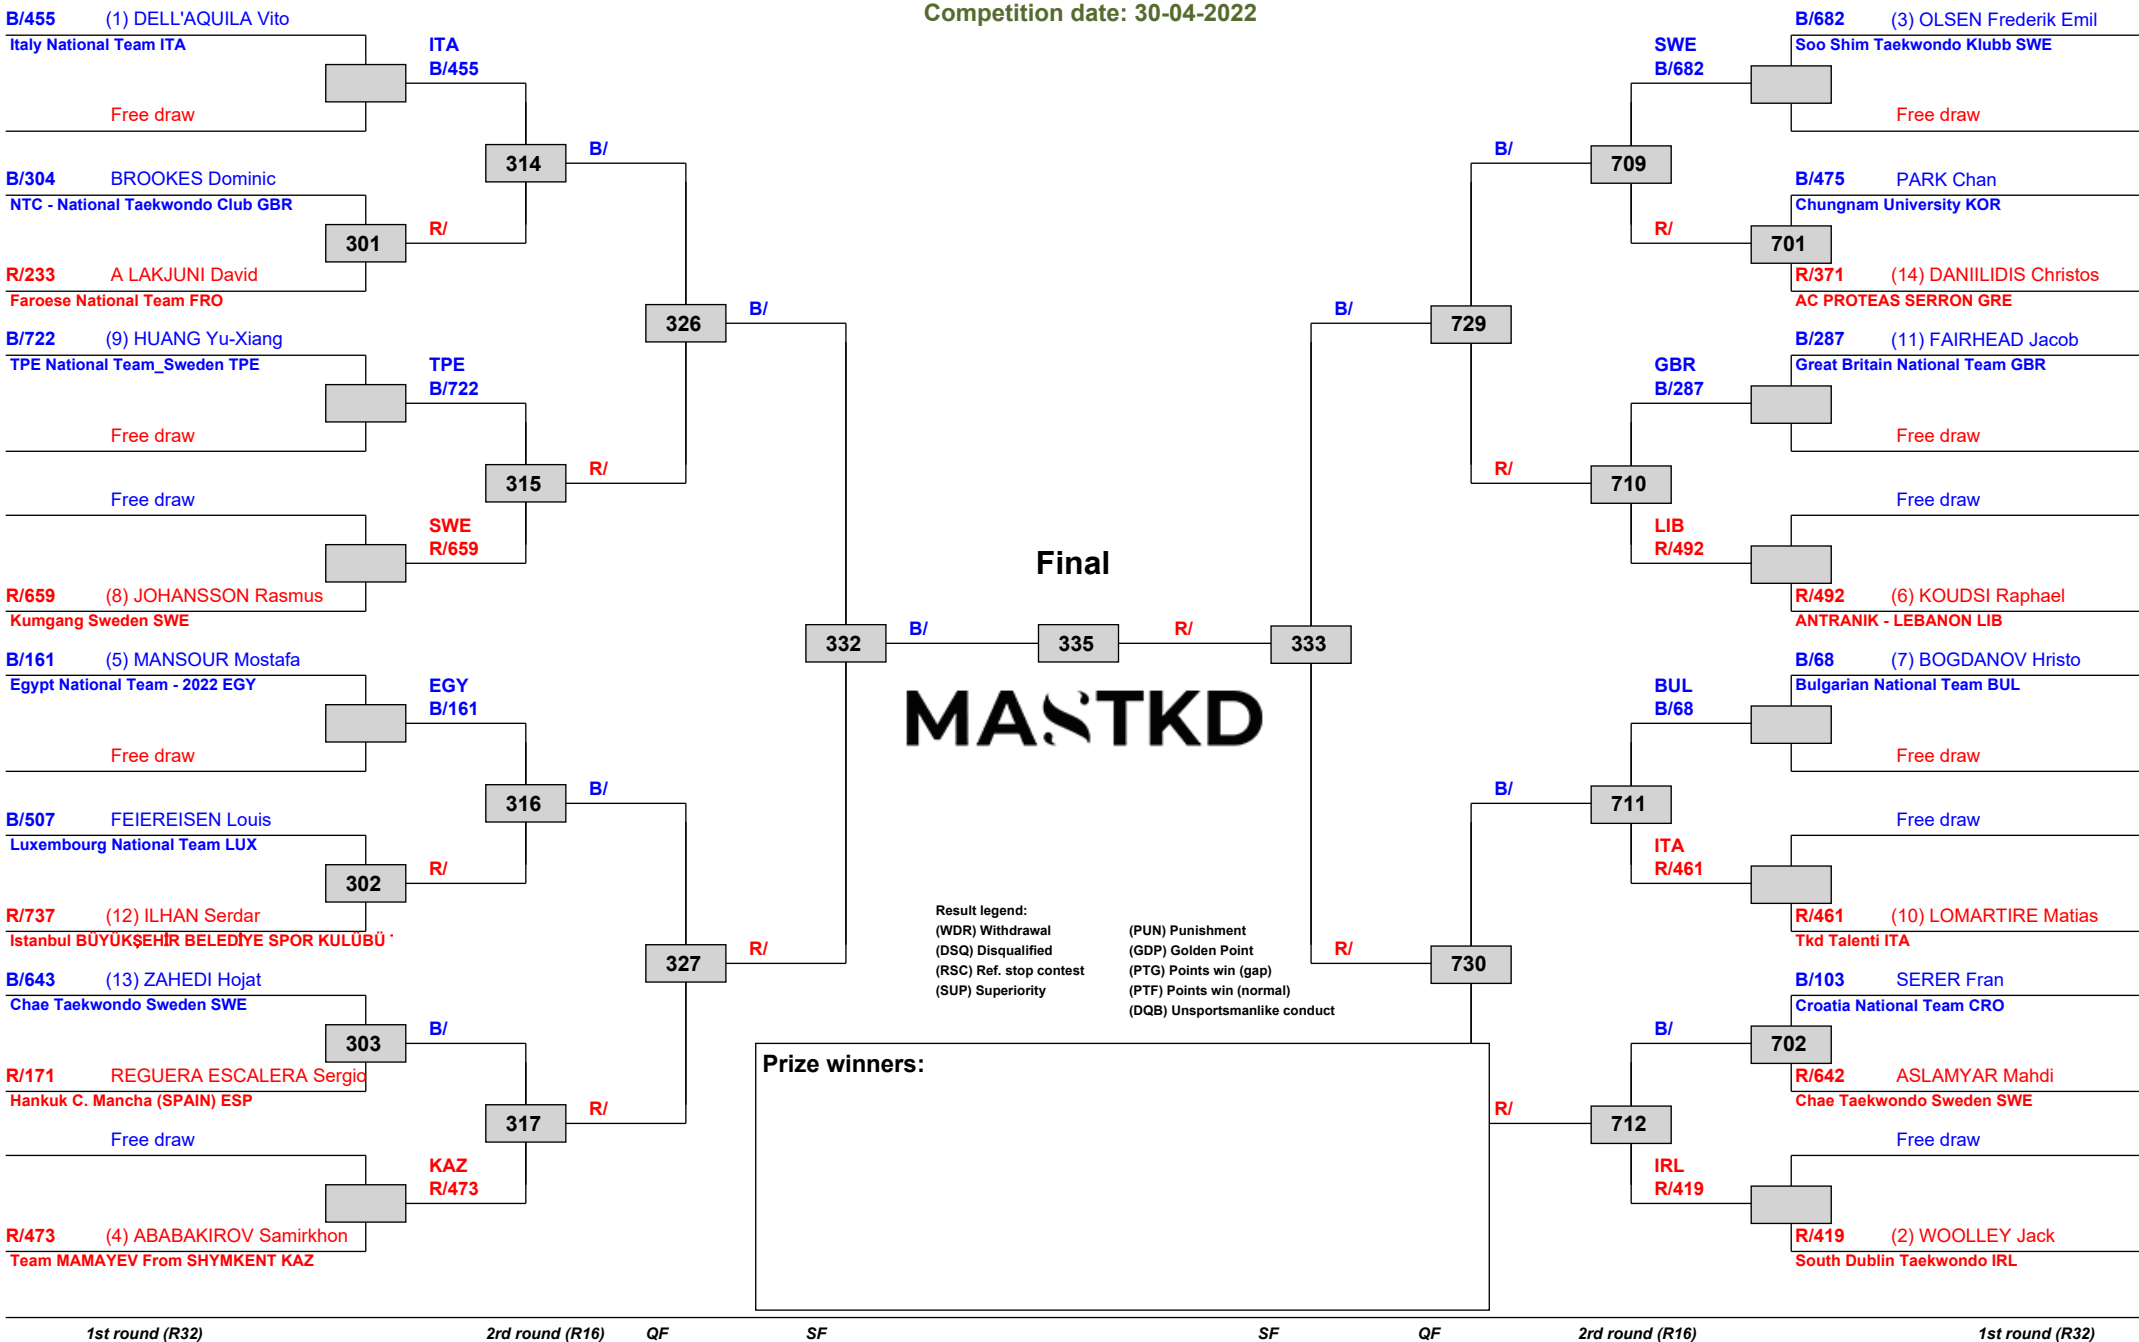 Competition date: 30-04-2022
B/455 (1) DELL'AQUILA Vito
Italy National Team ITA
ITA
B/455
Free draw
314
B/
B/304 BROOKES Dominic
NTC - National Taekwondo Club GBR
301
R/
R/233 A LAKJUNI David
Faroese National Team FRO
326
B/
B/722 (9) HUANG Yu-Xiang
TPE National Team_Sweden TPE
TPE
B/722
Free draw
315
R/
Free draw
SWE
R/659
R/659 (8) JOHANSSON Rasmus
Kumgang Sweden SWE
332
B/
B/161 (5) MANSOUR Mostafa
Egypt National Team - 2022 EGY
EGY
B/161
Free draw
316
B/
B/507 FEIEREISEN Louis
Luxembourg National Team LUX
302
R/
R/737 (12) ILHAN Serdar
Istanbul BÜYÜKŞEHİR BELEDİYE SPOR KULÜBÜ
327
R/
B/643 (13) ZAHEDI Hojat
Chae Taekwondo Sweden SWE
303
B/
R/171 REGUERA ESCALERA Sergio
Hankuk C. Mancha (SPAIN) ESP
317
R/
Free draw
KAZ
R/473
R/473 (4) ABABAKIROV Samirkhon
Team MAMAYEV From SHYMKENT KAZ
Final
335
R/
333
MASTKD
Result legend:
(WDR) Withdrawal (PUN) Punishment
(DSQ) Disqualified (GDP) Golden Point
(RSC) Ref. stop contest (PTG) Points win (gap)
(SUP) Superiority (PTF) Points win (normal)
(DQB) Unsportsmanlike conduct
Prize winners:
B/682 (3) OLSEN Frederik Emil
Soo Shim Taekwondo Klubb SWE
SWE
B/682
Free draw
B/
709
B/475 PARK Chan
Chungnam University KOR
R/
701
R/371 (14) DANIILIDIS Christos
AC PROTEAS SERRON GRE
B/
729
B/287 (11) FAIRHEAD Jacob
Great Britain National Team GBR
GBR
B/287
Free draw
R/
710
Free draw
LIB
R/492
R/492 (6) KOUDSI Raphael
ANTRANIK - LEBANON LIB
B/68 (7) BOGDANOV Hristo
Bulgarian National Team BUL
BUL
B/68
Free draw
B/
711
Free draw
ITA
R/461
R/461 (10) LOMARTIRE Matias
Tkd Talenti ITA
R/
730
B/103 SERER Fran
Croatia National Team CRO
B/
702
R/642 ASLAMYAR Mahdi
Chae Taekwondo Sweden SWE
R/
712
Free draw
IRL
R/419
R/419 (2) WOOLLEY Jack
South Dublin Taekwondo IRL
1st round (R32) 2rd round (R16) QF SF SF QF 2rd round (R16) 1st round (R32)